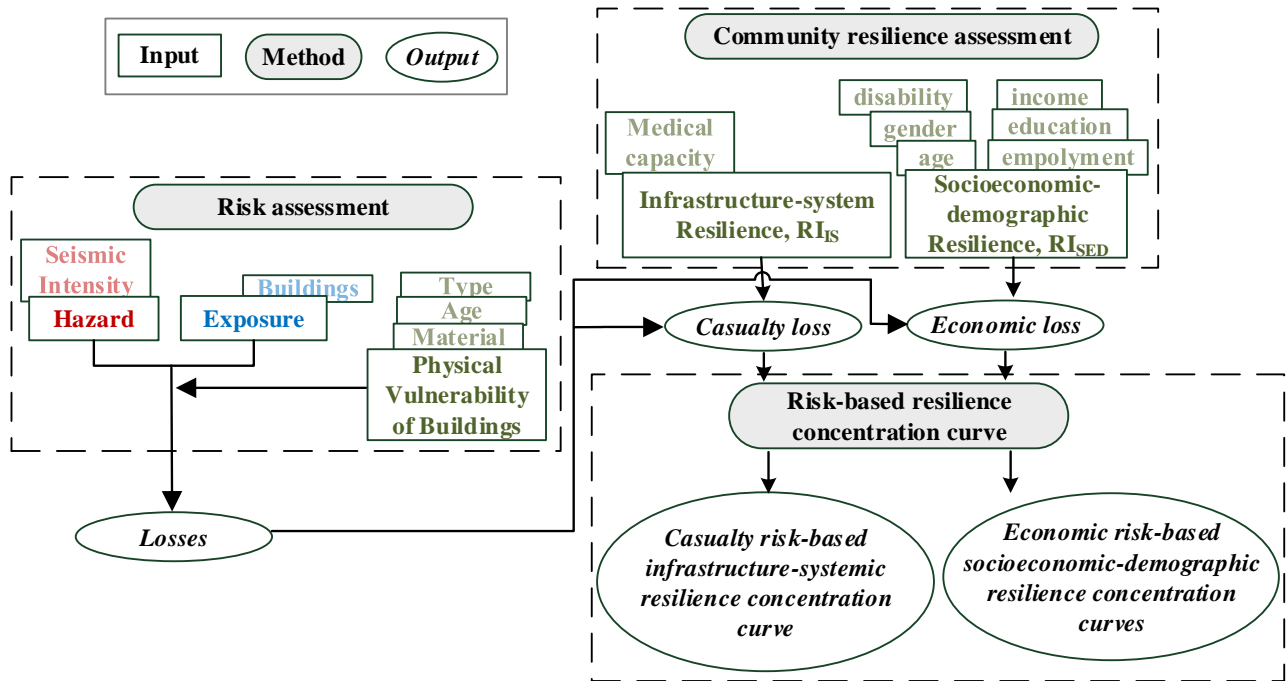 Input
Method
Output
Community resilience assessment
Medical
capacity
disability
gender
age
income
education
empolyment
Infrastructure-system
Resilience, RIIS
Socioeconomic-
demographic
Resilience, RISED
Risk assessment
Seismic
Intensity
Hazard
Buildings
Exposure
Type
Age
Material
Physical
Vulnerability
of Buildings
Casualty loss
Economic loss
Losses
Risk-based resilience
concentration curve
Casualty risk-based
infrastructure-systemic
resilience concentration
curve
Economic risk-based
socioeconomic-demographic
resilience concentration
curves